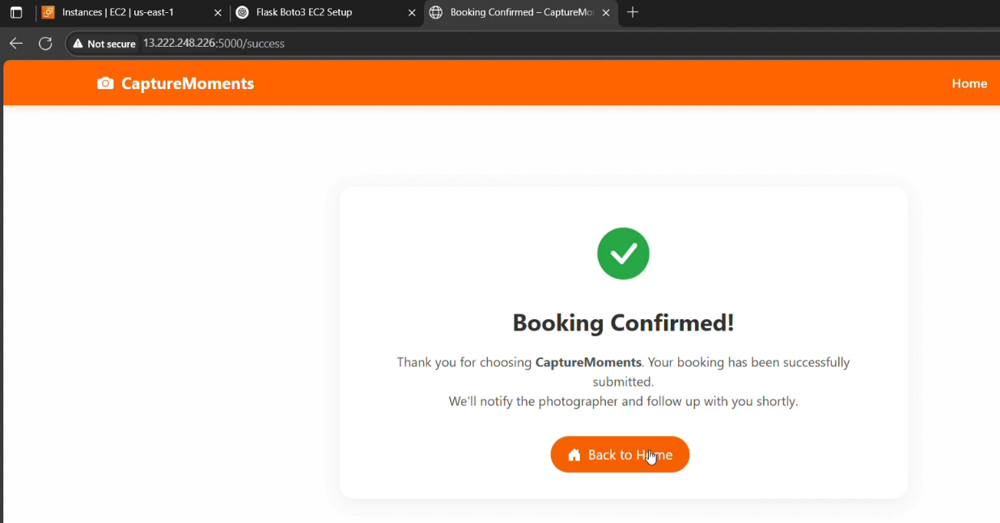 Instances | EC2 | us-east-1
Flask Boto3 EC2 Setup
Booking Confirmed – CaptureMo
Not secure 13.222.248.226:5000/success
CaptureMoments
Home
Booking Confirmed!
Thank you for choosing CaptureMoments. Your booking has been successfully
submitted.
We'll notify the photographer and follow up with you shortly.
Back to Home